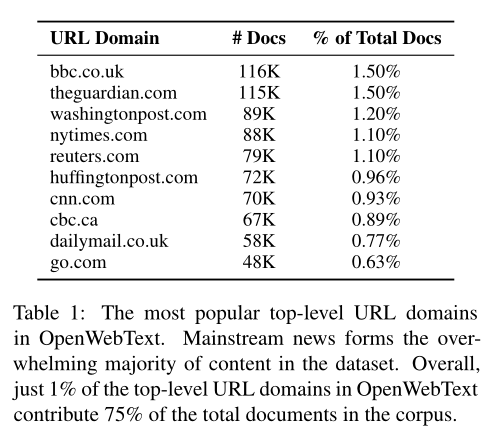 URL Domain # Docs % of Total Docs
bbc.co.uk 116K 1.50%
theguardian.com 115K 1.50%
washingtonpost.com 89K 1.20%
nytimes.com 88K 1.10%
reuters.com 79K 1.10%
huffingtonpost.com 72K 0.96%
cnn.com 70K 0.93%
cbc.ca 67K 0.89%
dailymail.co.uk 58K 0.77%
go.com 48K 0.63%
Table 1: The most popular top-level URL domains
in OpenWebText. Mainstream news forms the over-
whelming majority of content in the dataset. Overall,
just 1% of the top-level URL domains in OpenWebText
contribute 75% of the total documents in the corpus.